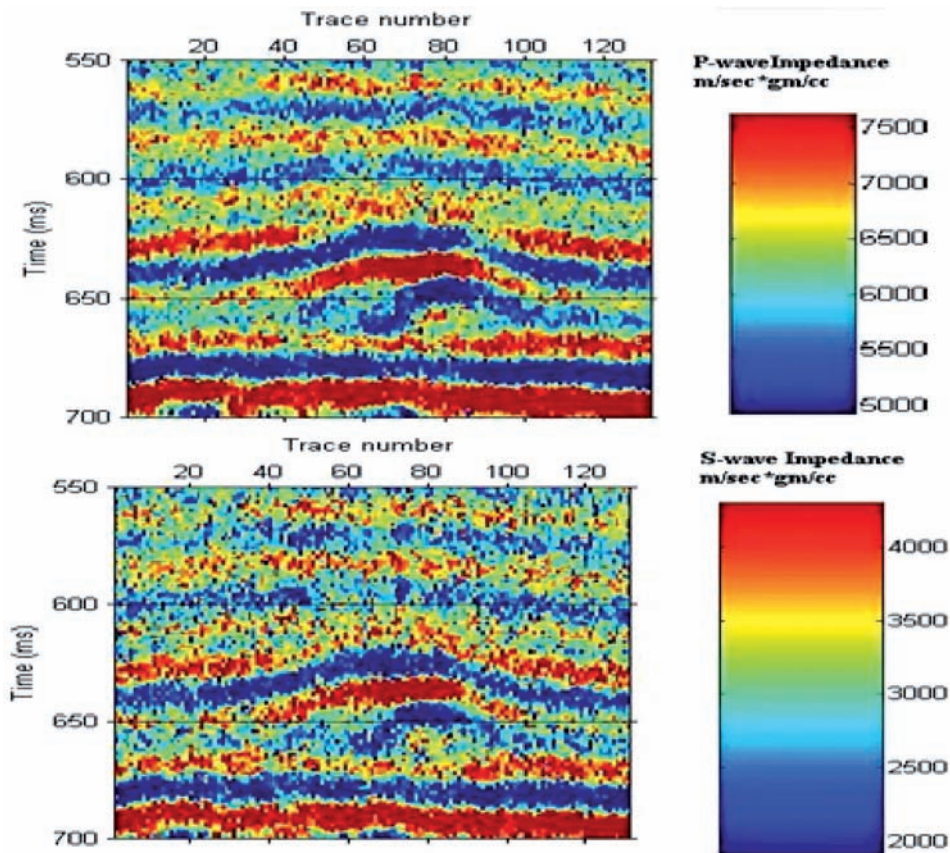 Trace number
20 40 60 80 100 120
550
600
650
700
Time (ms)
P-waveImpedance
m/sec*gm/cc
7500
7000
6500
6000
5500
5000
Trace number
20 40 60 80 100 120
550
600
650
700
Time (ms)
S-wave Impedance
m/sec*gm/cc
4000
3500
3000
2500
2000